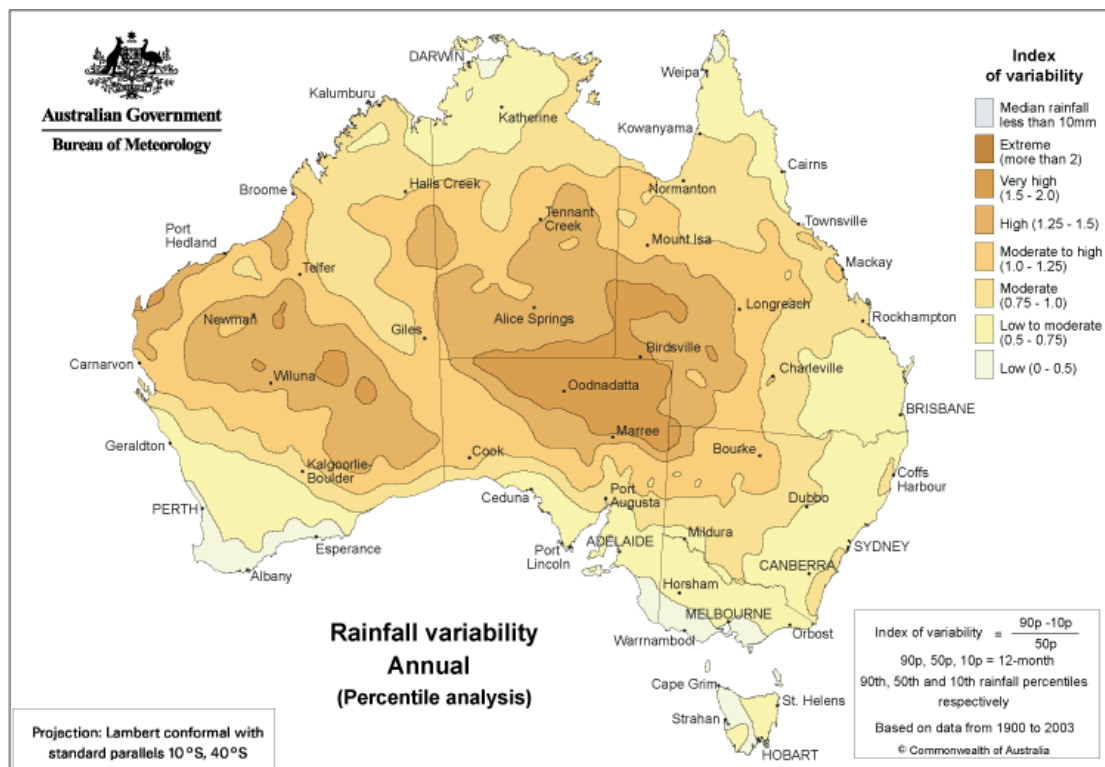 Australian Government
Bureau of Meteorology
Index
of variability
Median rainfall
less than 10mm
Extreme
(more than 2)
Very high
(1.5 - 2.0)
High (1.25 - 1.5)
Moderate to high
(1.0 - 1.25)
Moderate
(0.75 - 1.0)
Low to moderate
(0.5 - 0.75)
Low (0 - 0.5)
DARWIN
Weipa
Kalumburu
Katherine
Kowanyama
Cairns
Broome
Halls Creek
Normanton
Tennant
Creek
Townsville
Port
Hedland
Mount Isa
Mackay
Telfer
Newman
Alice Springs
Longreach
Rockhampton
Giles
Birdsville
Carnarvon
Wiluna
Oodnadatta
Charleville
BRISBANE
Geraldton
Marree
Bourke
Cook
Kalgoorlie-
Boulder
Coffs
Harbour
Ceduna
Port
Augusta
Dubbo
PERTH
Mildura
SYDNEY
Esperance
Port
Lincoln
ADELAIDE
CANBERRA
Albany
Horsham
MELBOURNE
Warrnambool
Orbost
Cape Grim
St. Helens
Strahan
HOBART
Rainfall variability
Annual
(Percentile analysis)
Index of variability = 90p -10p
50p
90p, 50p, 10p = 12-month
90th, 50th and 10th rainfall percentiles
respectively
Based on data from 1900 to 2003
© Commonwealth of Australia
Projection: Lambert conformal with
standard parallels 10°S, 40°S